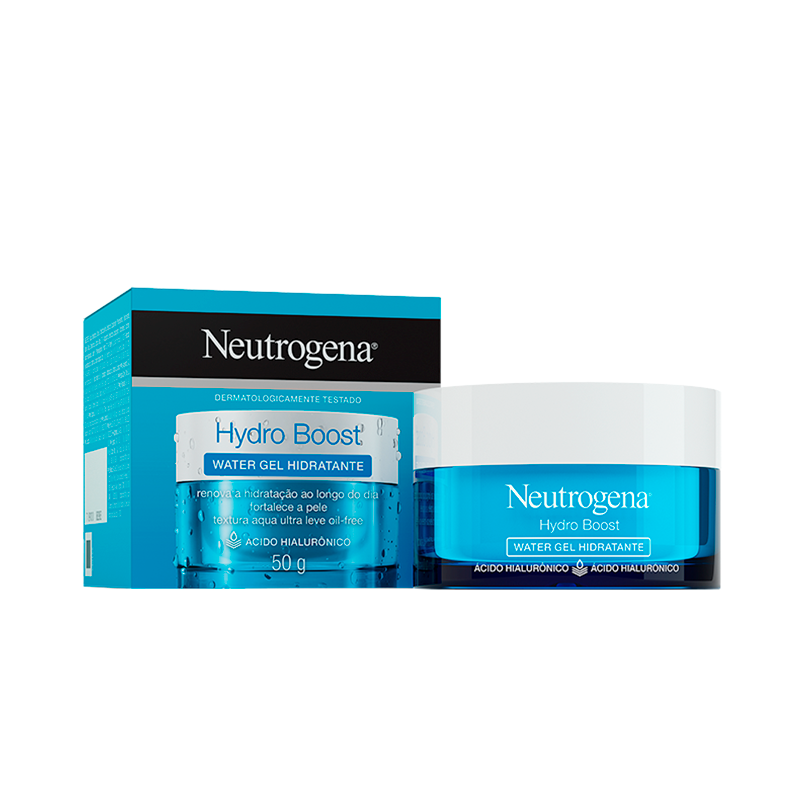 Neutrogena®
DERMATOLOGICAMENTE TESTADO
Hydro Boost
WATER GEL HIDRATANTE
renova a hidratação ao longo do dia
fortalece a pele
textura aqua ultra leve oil-free
ÁCIDO HIALURÔNICO
50 g
Neutrogena®
Hydro Boost
WATER GEL HIDRATANTE
ÁCIDO HIALURÔNICO ÁCIDO HIALURÔNICO